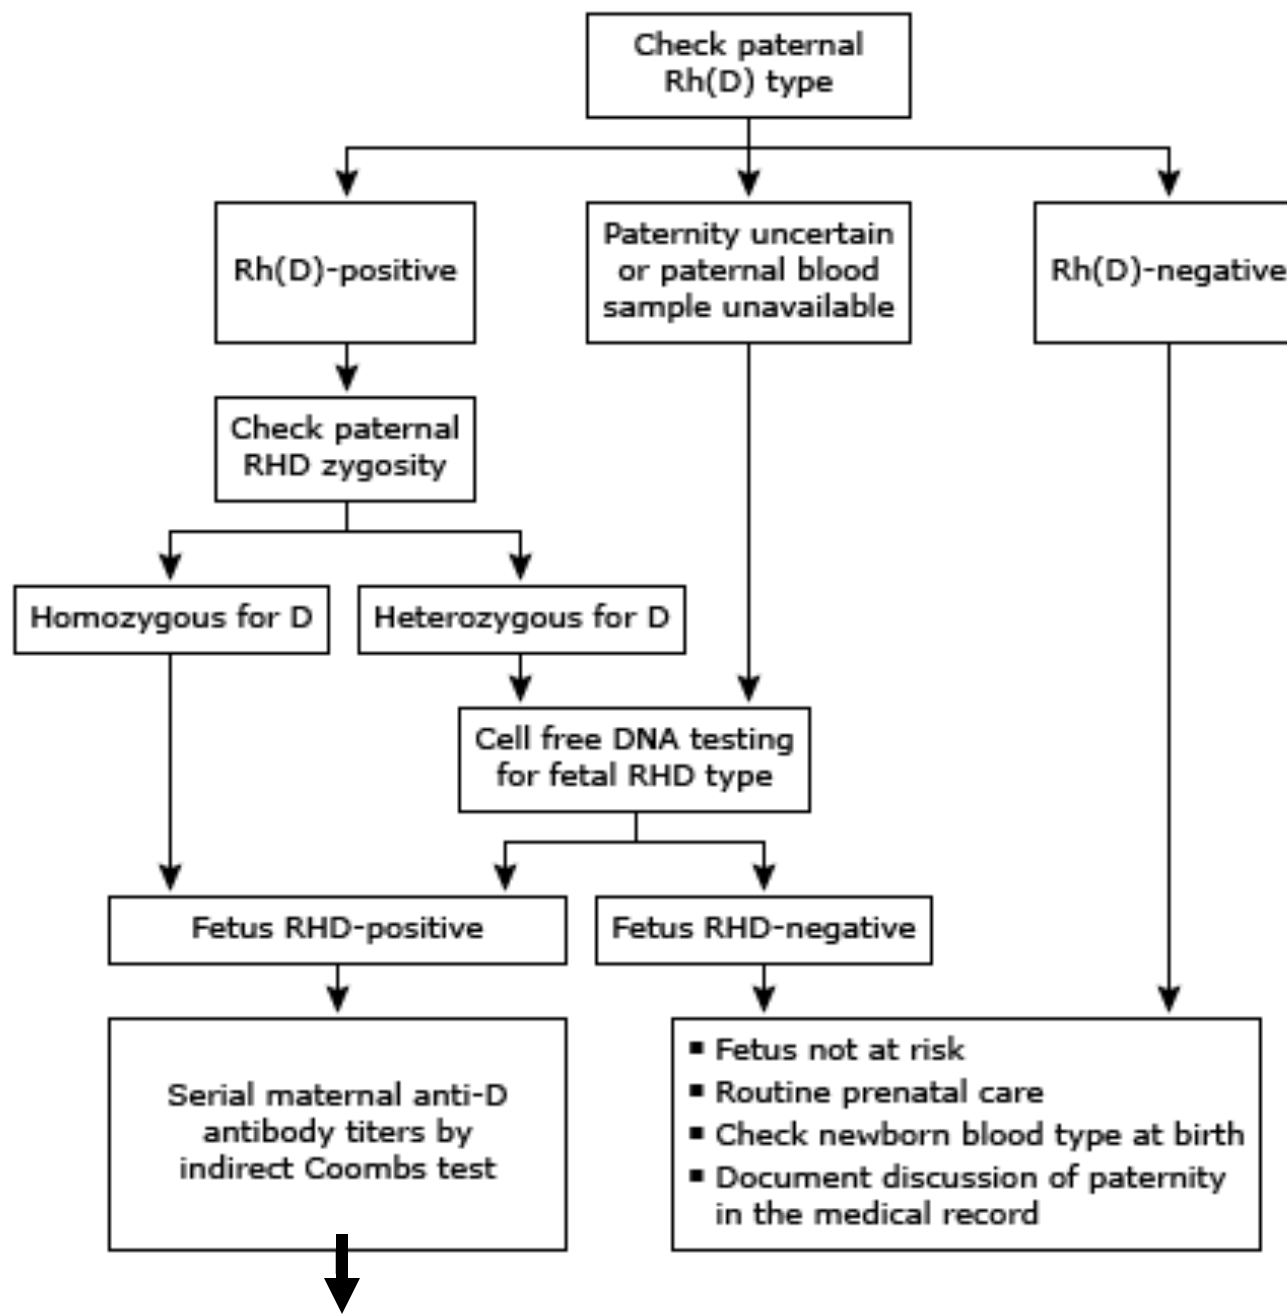 Check paternal
Rh(D) type
Rh(D)-positive
Paternity uncertain
or paternal blood
sample unavailable
Rh(D)-negative
Check paternal
RHD zygosity
Homozygous for D
Heterozygous for D
Cell free DNA testing
for fetal RHD type
Fetus RHD-positive
Fetus RHD-negative
Serial maternal anti-D
antibody titers by
indirect Coombs test
▪ Fetus not at risk
▪ Routine prenatal care
▪ Check newborn blood type at birth
▪ Document discussion of paternity
in the medical record